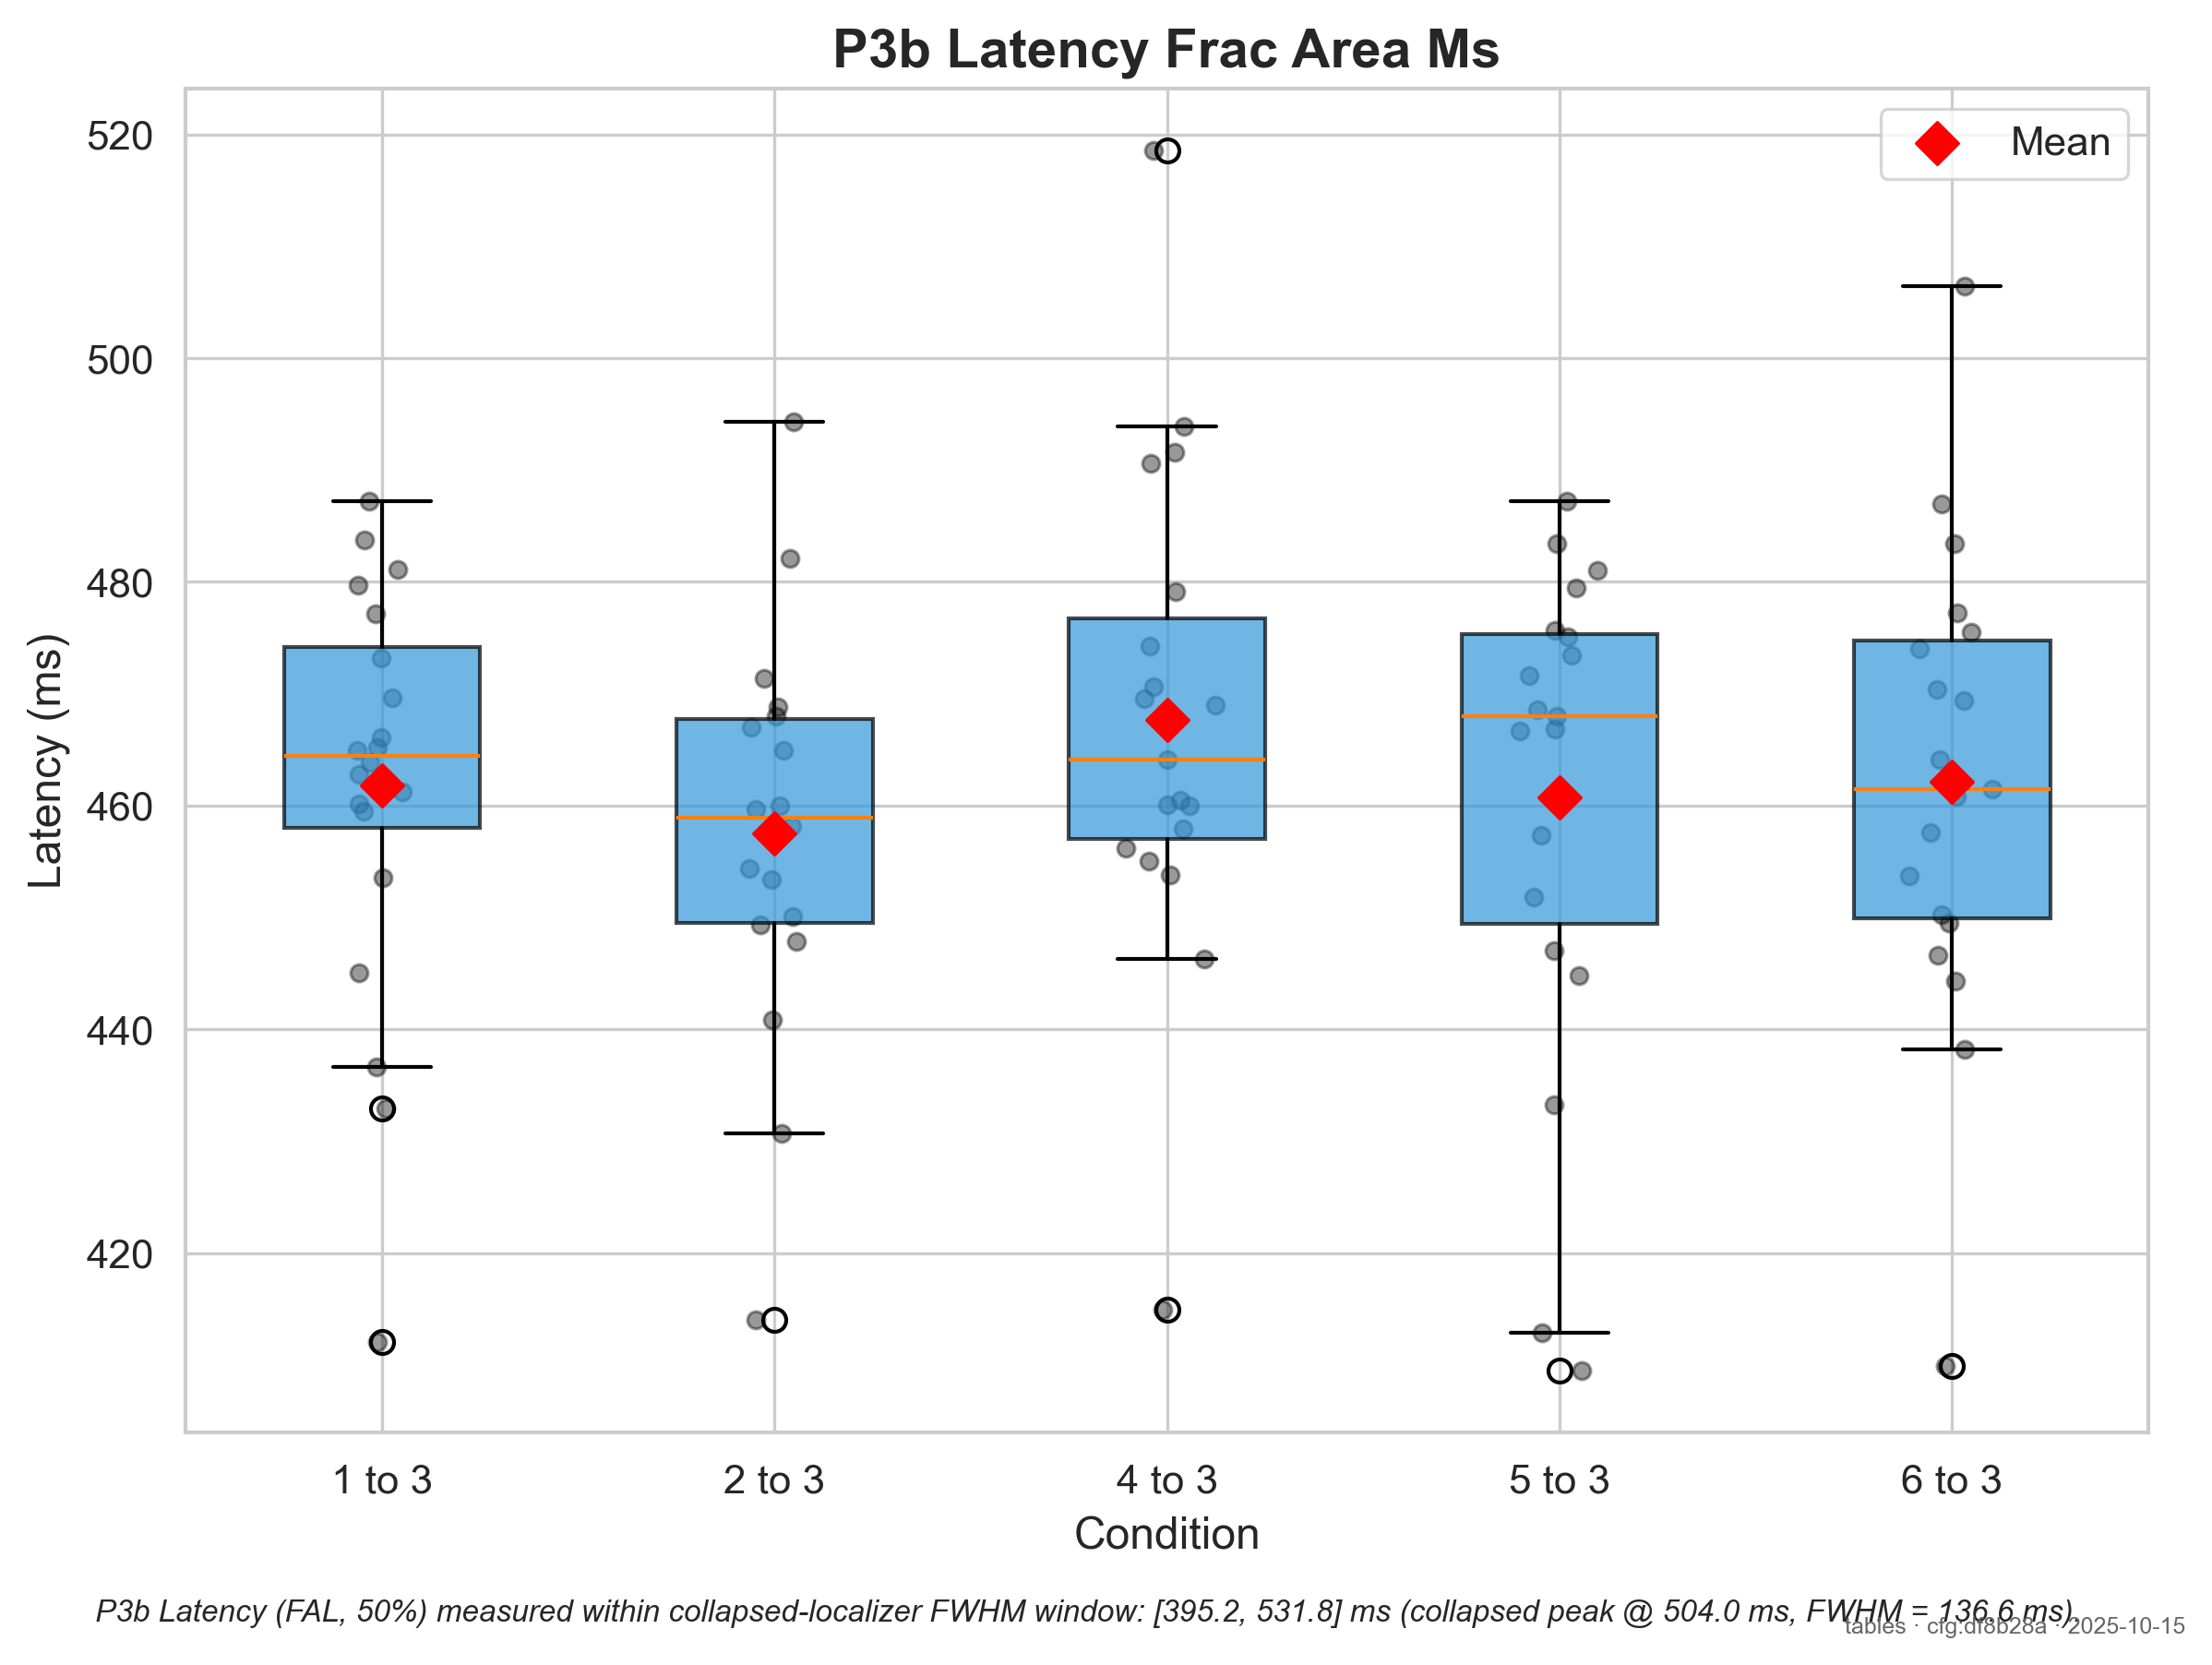 P3b Latency Frac Area Ms
Mean
Latency (ms)
520
500
480
460
440
420
1 to 3
2 to 3
4 to 3
5 to 3
6 to 3
Condition
P3b Latency (FAL, 50%) measured within collapsed-localizer FWHM window: [395.2, 531.8] ms (collapsed peak @ 504.0 ms, FWHM = 136.6 ms).
tables · cfg:df8b28a · 2025-10-15